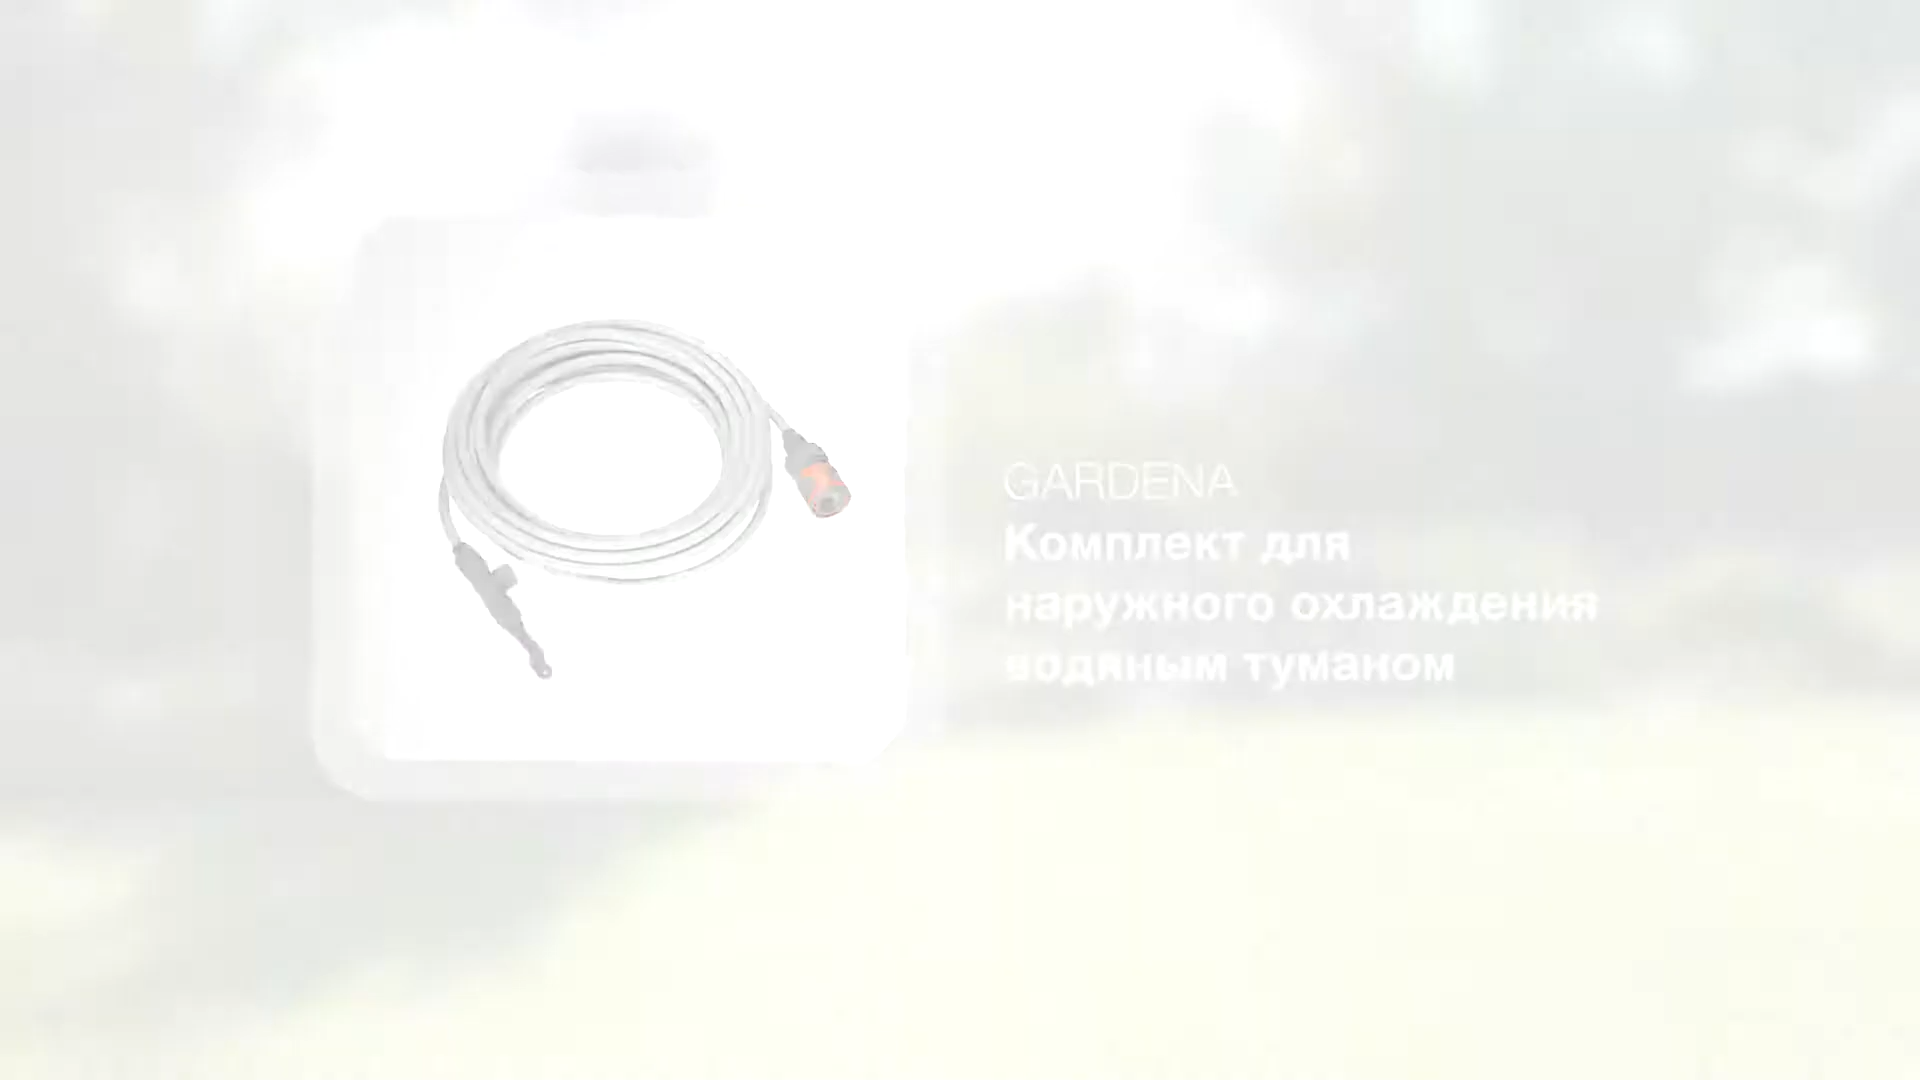 GARDENA
Комплект для
наружного охлаждения
водяным туманом